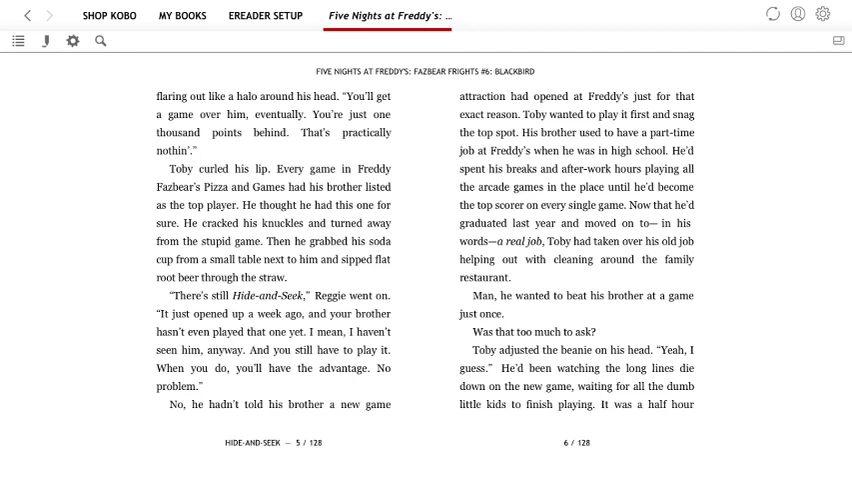 SHOP KOBO MY BOOKS EREADER SETUP Five Nights at Freddy's: ...
FIVE NIGHTS AT FREDDY'S: FAZBEAR FRIGHTS #6: BLACKBIRD
flaring out like a halo around his head. “You’ll get
a game over him, eventually. You’re just one
thousand points behind. That’s practically
nothin’.”
Toby curled his lip. Every game in Freddy
Fazbear’s Pizza and Games had his brother listed
as the top player. He thought he had this one for
sure. He cracked his knuckles and turned away
from the stupid game. Then he grabbed his soda
cup from a small table next to him and sipped flat
root beer through the straw.
“There’s still Hide-and-Seek,” Reggie went on.
“It just opened up a week ago, and your brother
hasn’t even played that one yet. I mean, I haven’t
seen him, anyway. And you still have to play it.
When you do, you’ll have the advantage. No
problem.”
No, he hadn’t told his brother a new game
HIDE-AND-SEEK — 5 / 128
attraction had opened at Freddy’s just for that
exact reason. Toby wanted to play it first and snag
the top spot. His brother used to have a part-time
job at Freddy’s when he was in high school. He’d
spent his breaks and after-work hours playing all
the arcade games in the place until he’d become
the top scorer on every single game. Now that he’d
graduated last year and moved on to— in his
words—a real job, Toby had taken over his old job
helping out with cleaning around the family
restaurant.
Man, he wanted to beat his brother at a game
just once.
Was that too much to ask?
Toby adjusted the beanie on his head. “Yeah, I
guess.” He’d been watching the long lines die
down on the new game, waiting for all the dumb
little kids to finish playing. It was a half hour
6 / 128